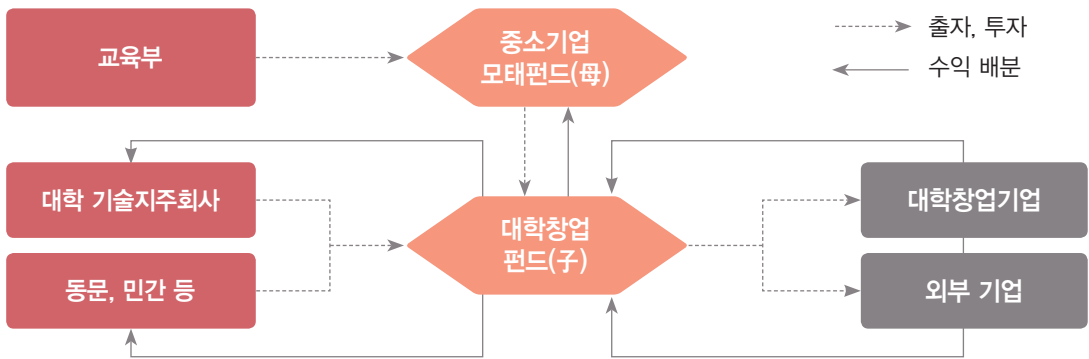 교육부
중소기업
모태펀드(母)
출자, 투자
수익 배분
대학 기술지주회사
대학창업
펀드(子)
대학창업기업
동문, 민간 등
외부 기업